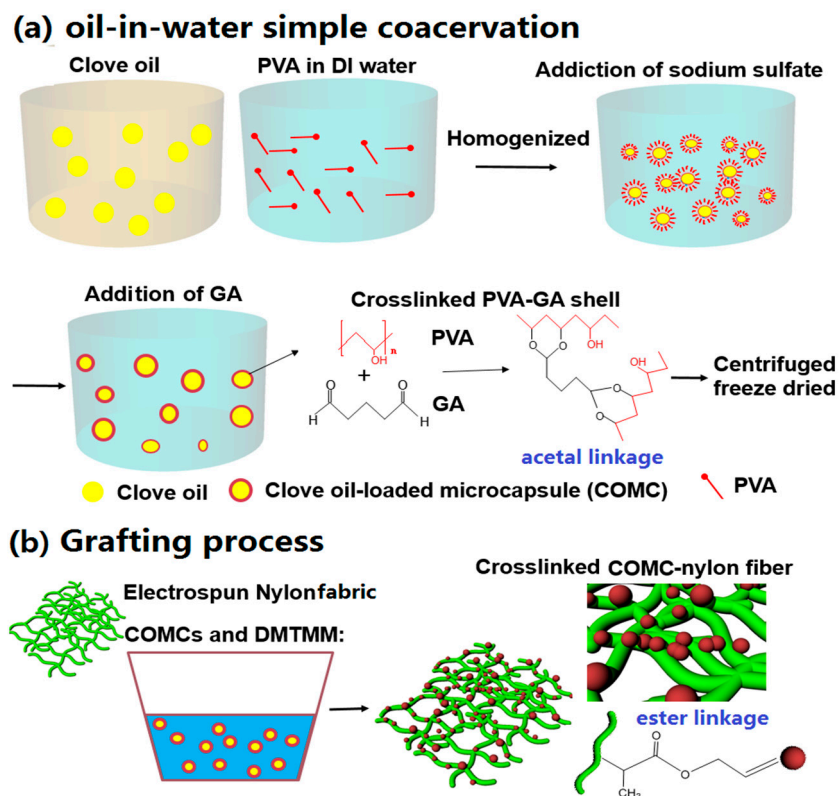 (a) oil-in-water simple coacervation
Clove oil
PVA in DI water
Addiction of sodium sulfate
Homogenized
Addition of GA
Crosslinked PVA-GA shell
n
OH
PVA
+
O
O
H
H
GA
O
O
OH
OH
O
O
acetal linkage
Centrifuged
freeze dried
Clove oil
Clove oil-loaded microcapsule (COMC)
PVA
(b) Grafting process
Electrospun Nylon fabric
COMCs and DMTMM:
Crosslinked COMC-nylon fiber
ester linkage
O
O
CH₃